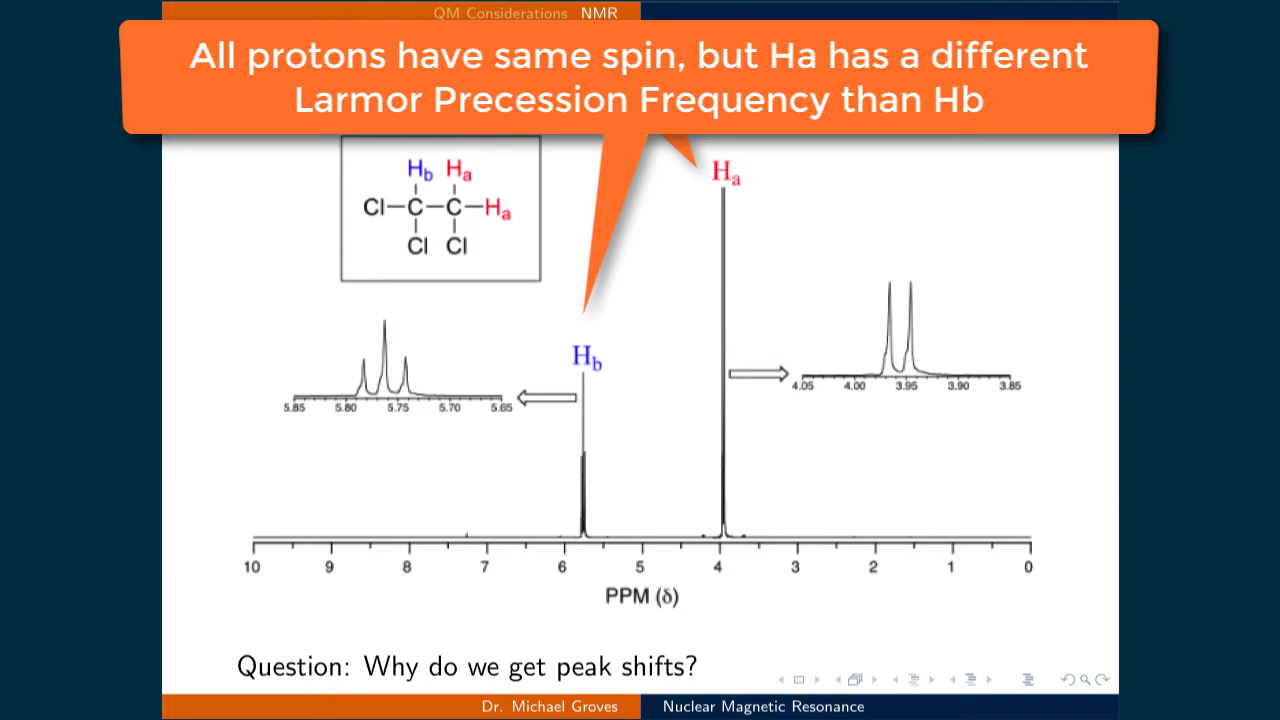 QM Considerations NMR
All protons have same spin, but Ha has a different
Larmor Precession Frequency than Hb
Hb Ha
Cl C C Ha
Cl Cl
Ha
Hb
5.85 5.80 5.75 5.70 5.65
4.05 4.00 3.95 3.90 3.85
10 9 8 7 6 5 4 3 2 1 0
PPM (δ)
Question: Why do we get peak shifts?
Dr. Michael Groves Nuclear Magnetic Resonance